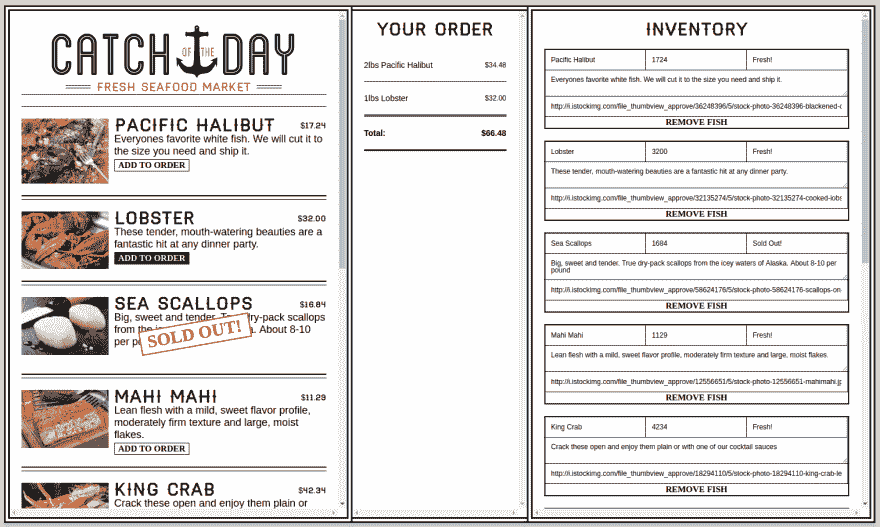 CATCH OF THE DAY
FRESH SEAFOOD MARKET
PACIFIC HALIBUT $17.24
Everyones favorite white fish. We will cut it to
the size you need and ship it.
ADD TO ORDER
LOBSTER $32.00
These tender, mouth-watering beauties are a
fantastic hit at any dinner party.
ADD TO ORDER
SEA SCALLOPS $16.84
Big, sweet and tender. dry-pack scallops
from the About 8-10
per
SOLD OUT!
MAHI MAHI $11.29
Lean flesh with a mild, sweet flavor profile,
moderately firm texture and large, moist
flakes.
ADD TO ORDER
KING CRAB $42.34
Crack these open and enjoy them plain or
YOUR ORDER
2lbs Pacific Halibut $34.48
1lbs Lobster $32.00
Total: $66.48
INVENTORY
Pacific Halibut 1724 Fresh!
Everyones favorite white fish. We will cut it to the size you need and ship it.
http://i.istockimg.com/file_thumbview_approve/36248396/5/stock-photo-36248396-blackened-c
REMOVE FISH
Lobster 3200 Fresh!
These tender, mouth-watering beauties are a fantastic hit at any dinner party.
http://i.istockimg.com/file_thumbview_approve/32135274/5/stock-photo-32135274-cooked-lobs
REMOVE FISH
Sea Scallops 1684 Sold Out!
Big, sweet and tender. True dry-pack scallops from the icey waters of Alaska. About 8-10 per
pound
http://i.istockimg.com/file_thumbview_approve/58624176/5/stock-photo-58624176-scallops-on-
REMOVE FISH
Mahi Mahi 1129 Fresh!
Lean flesh with a mild, sweet flavor profile, moderately firm texture and large, moist flakes.
http://i.istockimg.com/file_thumbview_approve/12556651/5/stock-photo-12556651-mahimahi.jp
REMOVE FISH
King Crab 4234 Fresh!
Crack these open and enjoy them plain or with one of our cocktail sauces
http://i.istockimg.com/file_thumbview_approve/18294110/5/stock-photo-18294110-king-crab-le
REMOVE FISH